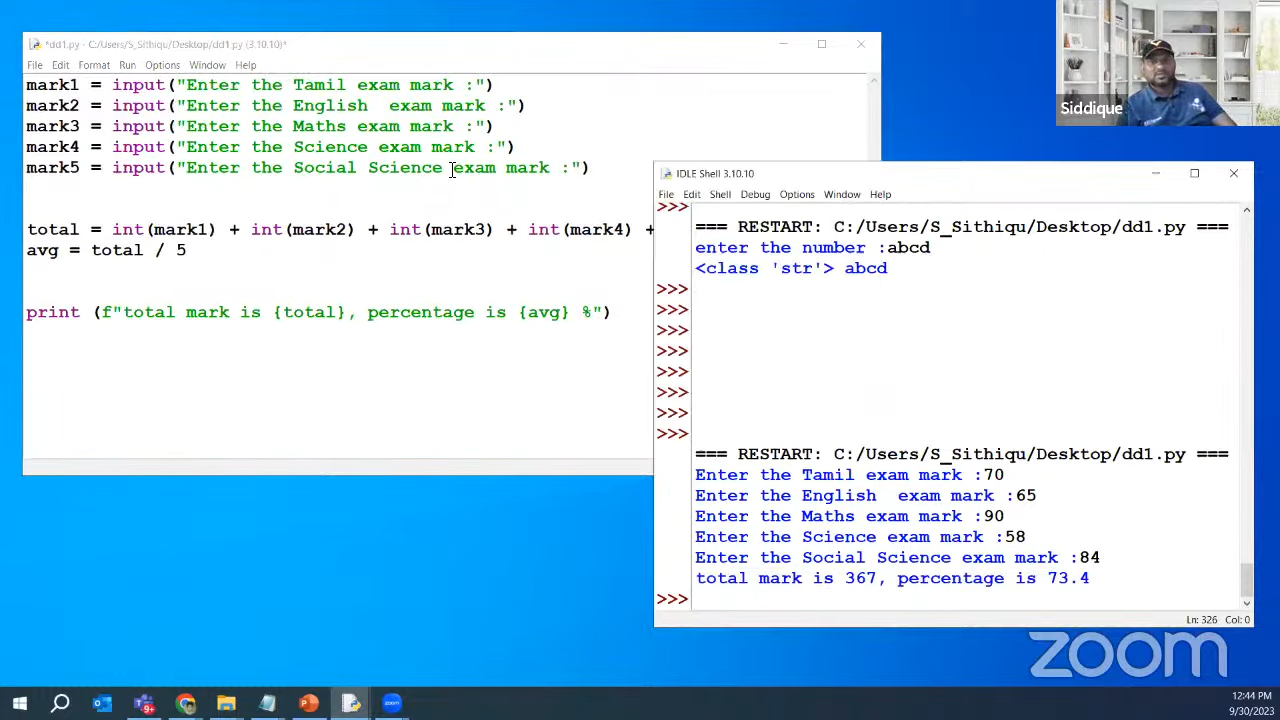 *dd1.py - C:/Users/S_Sithiqu/Desktop/dd1.py (3.10.10)*
File Edit Format Run Options Window Help
mark1 = input("Enter the Tamil exam mark :")
mark2 = input("Enter the English  exam mark :")
mark3 = input("Enter the Maths exam mark :")
mark4 = input("Enter the Science exam mark :")
mark5 = input("Enter the Social Science exam mark :")
total = int(mark1) + int(mark2) + int(mark3) + int(mark4) +
avg = total / 5
print (f"total mark is {total}, percentage is {avg} %")
Siddique
IDLE Shell 3.10.10
File Edit Shell Debug Options Window Help
>>>
=== RESTART: C:/Users/S_Sithiqu/Desktop/dd1.py ===
enter the number :abcd
<class 'str'> abcd
>>>
>>>
>>>
>>>
>>>
>>>
>>>
>>>
=== RESTART: C:/Users/S_Sithiqu/Desktop/dd1.py ===
Enter the Tamil exam mark :70
Enter the English  exam mark :65
Enter the Maths exam mark :90
Enter the Science exam mark :58
Enter the Social Science exam mark :84
total mark is 367, percentage is 73.4
>>>
Ln: 326 Col: 0
zoom
12:44 PM
9/30/2023